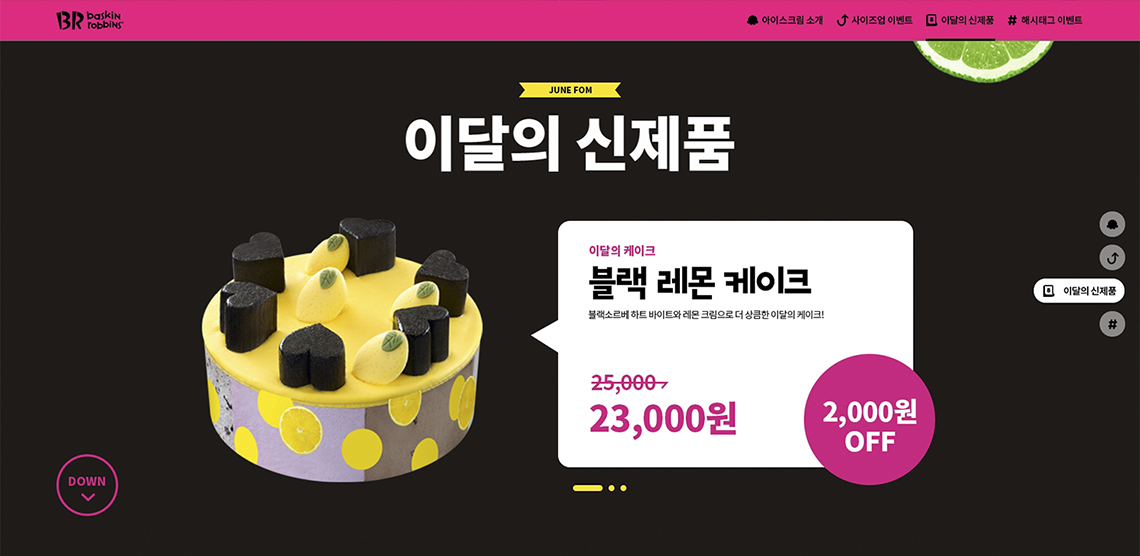 BR baskin robbins
아이스크림 소개
사이즈업 이벤트
이달의 신제품
# 해시태그 이벤트
JUNE FOM
이달의 신제품
이달의 케이크
블랙 레몬 케이크
블랙소르베 하트 바이트와 레몬 크림으로 더 상큼한 이달의 케이크!
25,000
23,000원
2,000원
OFF
이달의 신제품
#
DOWN